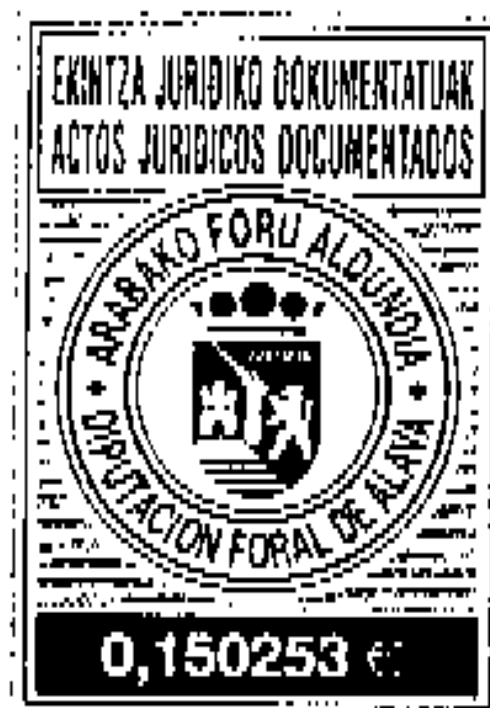 EKINTZA JURIDIKO DOKUMENTATUAK
ACTOS JURIDICOS DOCUMENTADOS
ARABAKO FORU ALDUNDIA
DIPUTACION FORAL DE ALAVA
0,150253 €